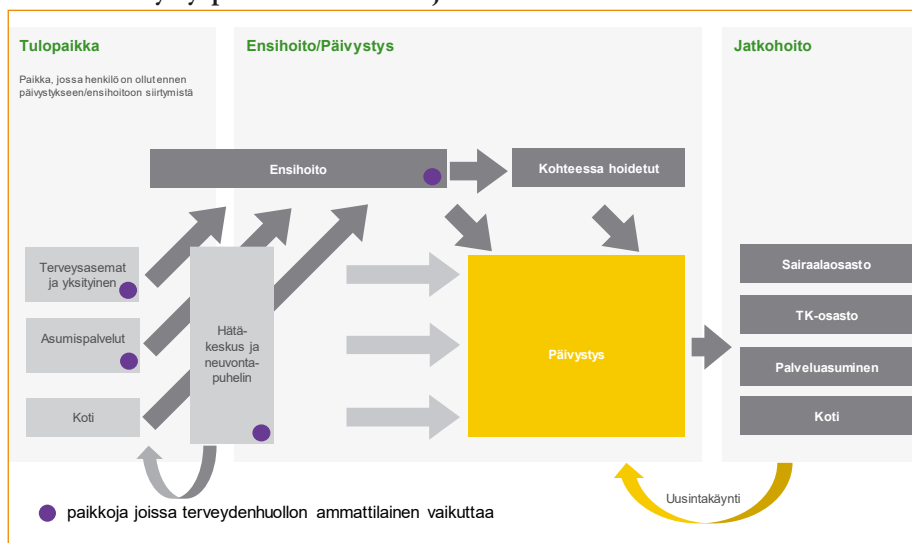 Tulopaikka
Paikka, jossa henkilö on ollut ennen
päivystykseen/ensihoitoon siirtymistä
Ensihoito/Päivystys
Jatkohoito
Ensihoito
Kohteessa hoidetut
Terveysasemat
ja yksityinen
Asumispalvelut
Koti
Hätä-
keskus ja
neuvonta-
puhelin
Päivystys
Sairaalaosasto
TK-osasto
Palveluasuminen
Koti
Uusintakäynti
paikkoja joissa terveydenhuollon ammattilainen vaikuttaa